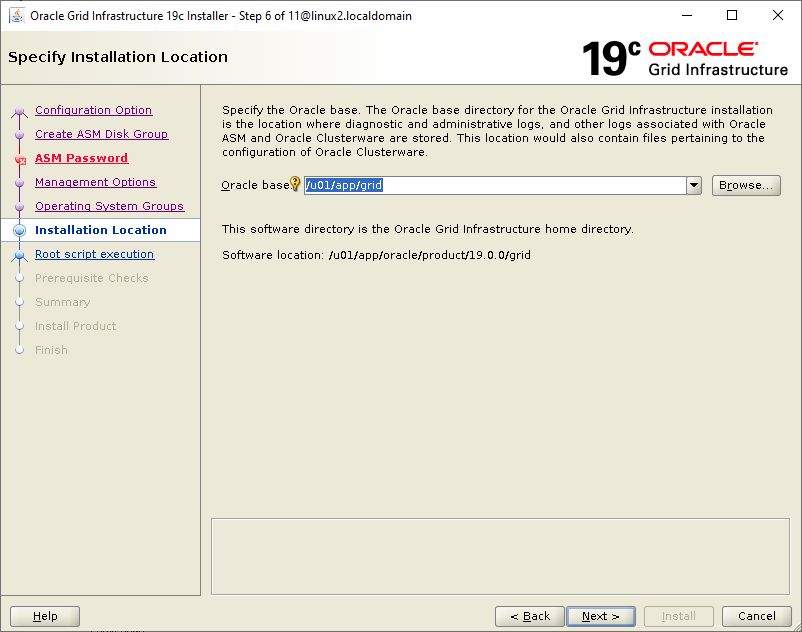 Oracle Grid Infrastructure 19c Installer - Step 6 of 11@linux2.localdomain
Specify Installation Location
19c ORACLE
Grid Infrastructure
Configuration Option
Create ASM Disk Group
ASM Password
Management Options
Operating System Groups
Installation Location
Root script execution
Prerequisite Checks
Summary
Install Product
Finish
Specify the Oracle base. The Oracle base directory for the Oracle Grid Infrastructure installation
is the location where diagnostic and administrative logs, and other logs associated with Oracle
ASM and Oracle Clusterware are stored. This location would also contain files pertaining to the
configuration of Oracle Clusterware.
Oracle base: /u01/app/grid Browse...
This software directory is the Oracle Grid Infrastructure home directory.
Software location: /u01/app/oracle/product/19.0.0/grid
Help < Back Next > Install Cancel